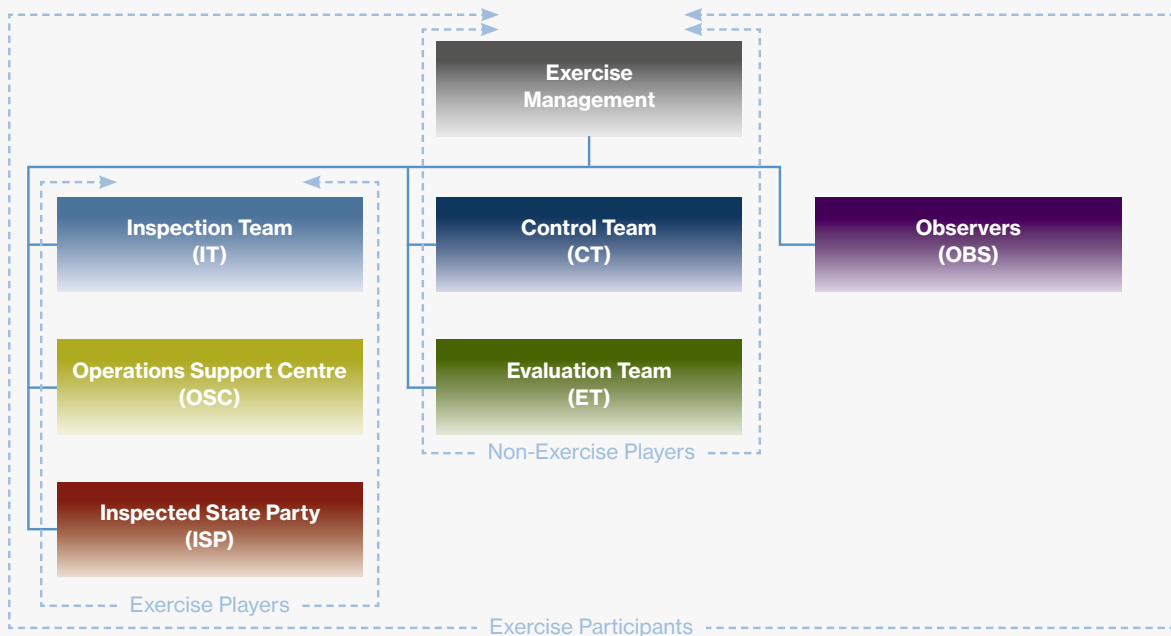 Exercise
Management
Inspection Team
(IT)
Control Team
(CT)
Observers
(OBS)
Operations Support Centre
(OSC)
Evaluation Team
(ET)
Non-Exercise Players
Inspected State Party
(ISP)
Exercise Players
Exercise Participants